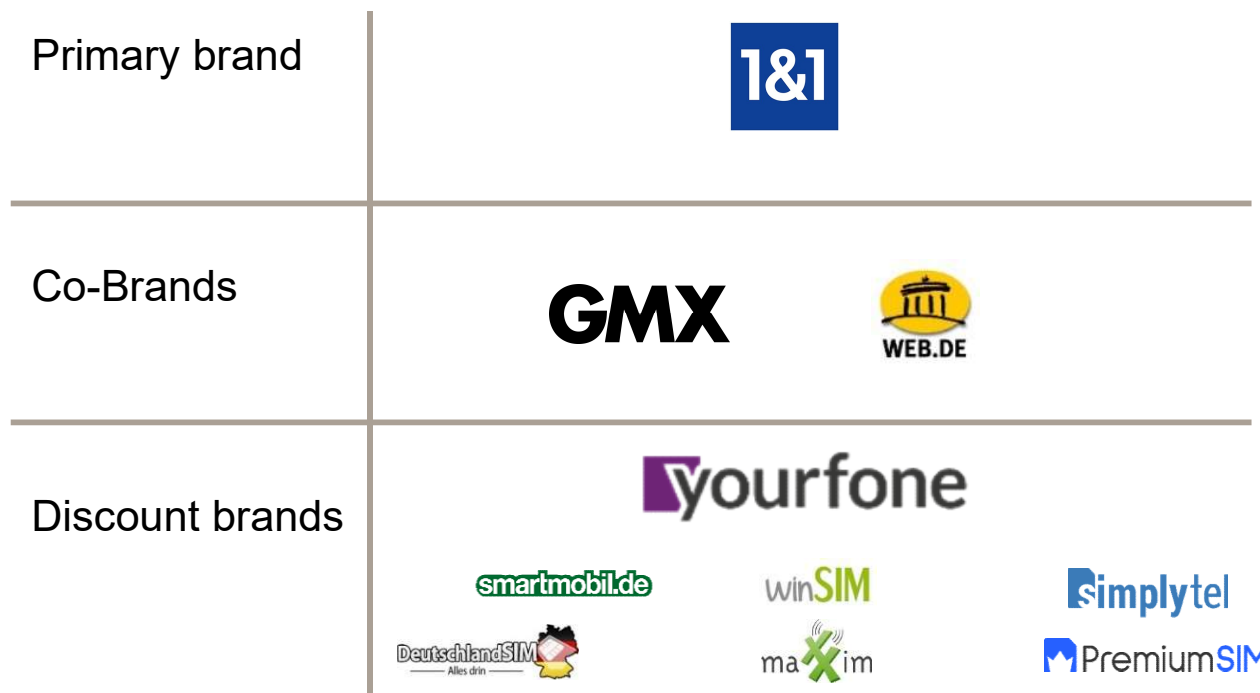 Primary brand
1&1
Co-Brands
GMX
WEB.DE
Discount brands
yourfone
smartmobil.de
winSIM
simplytel
DeutschlandSIM
Alles drin
maXXim
PremiumSIM